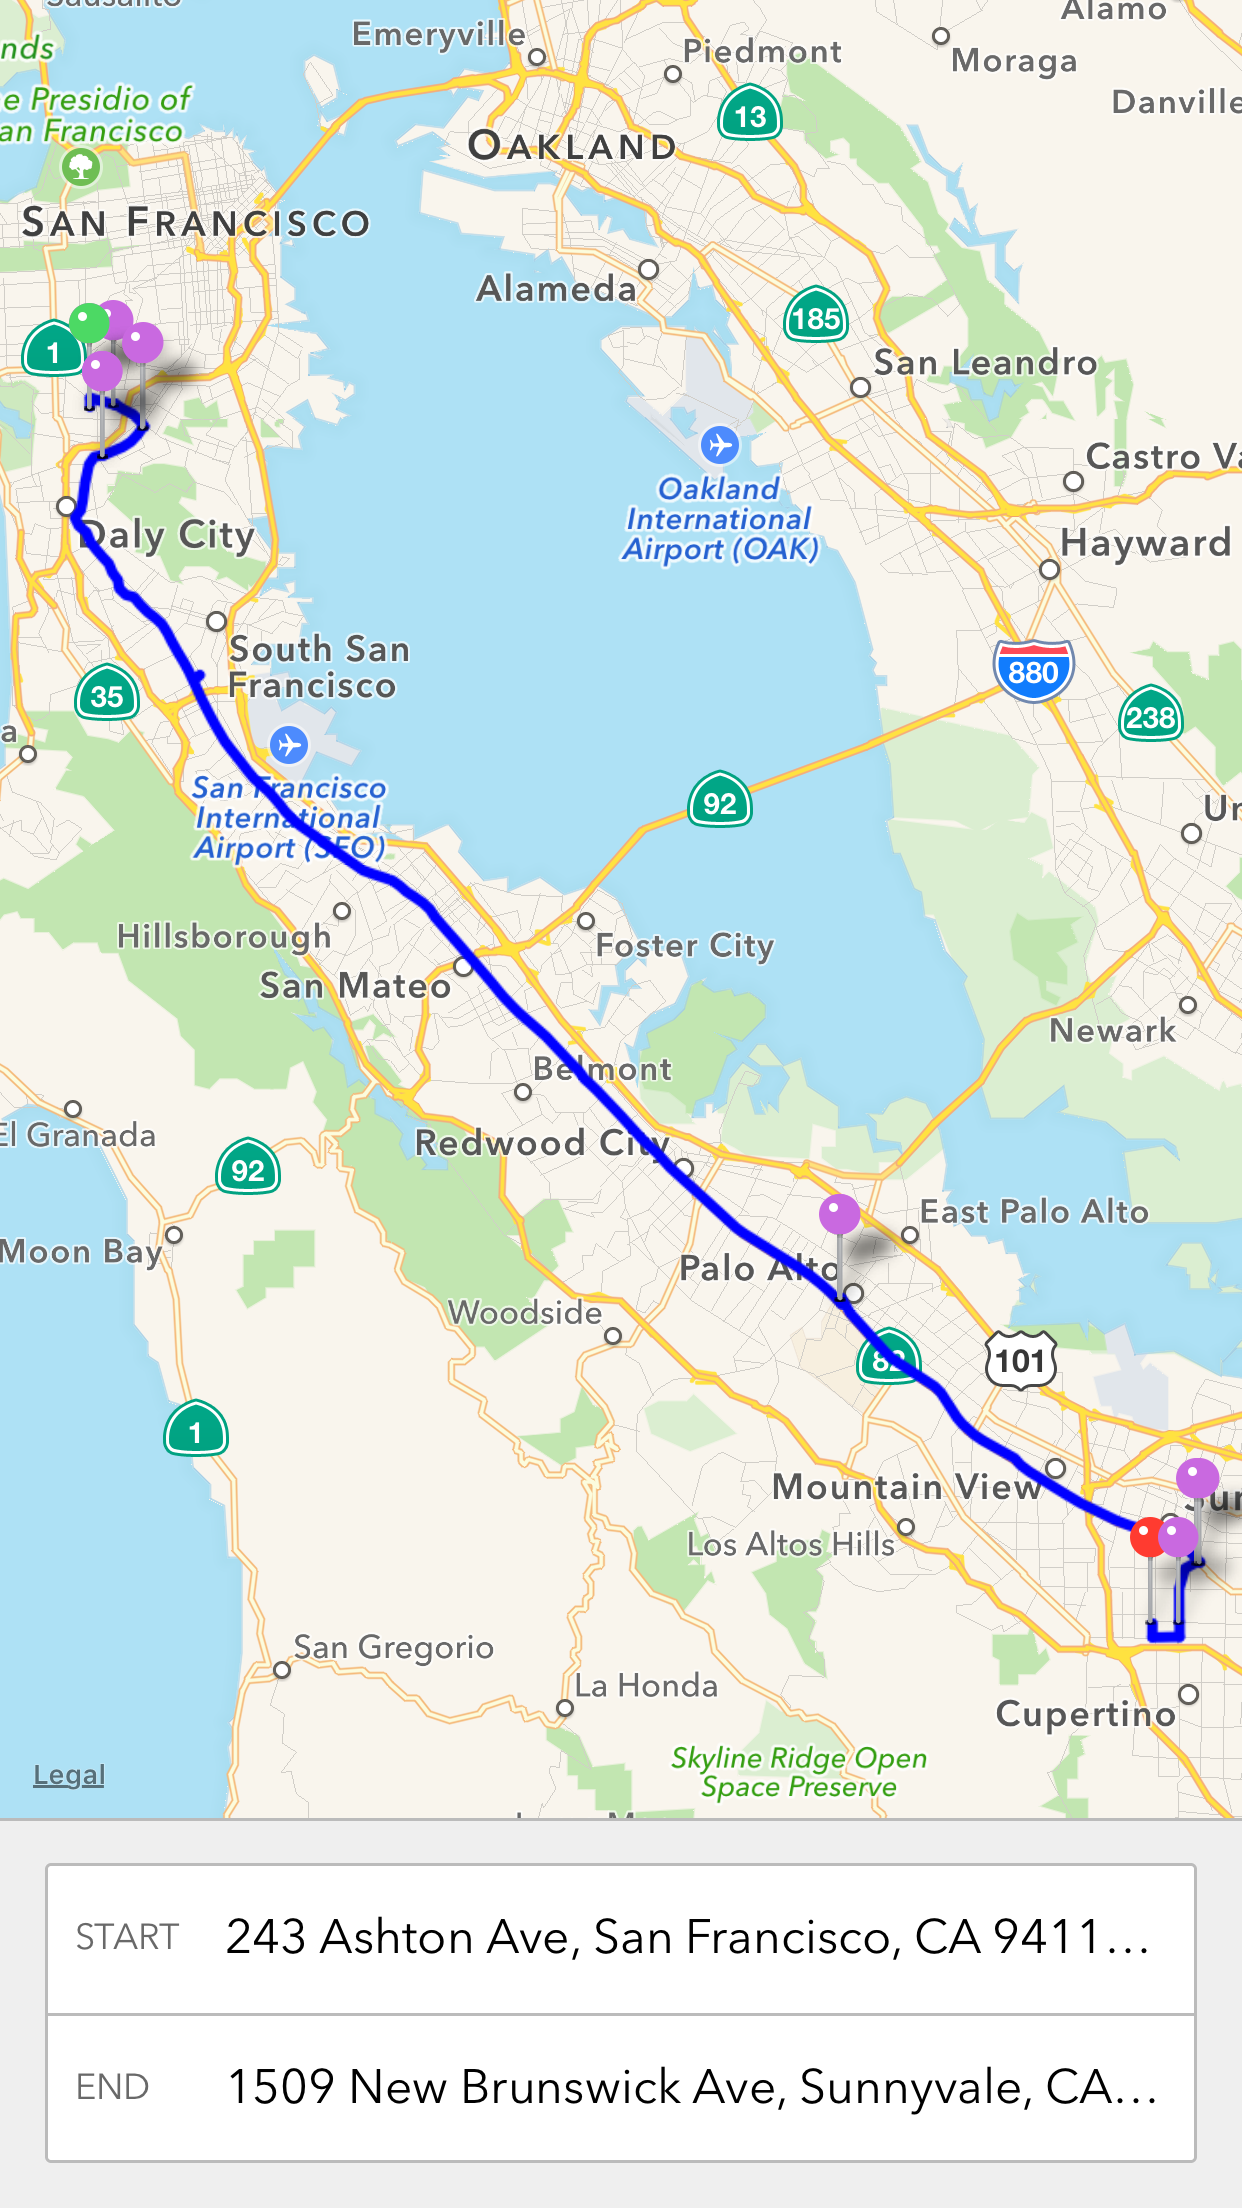 Emeryville
Piedmont
Alamo
Moraga
nds
Danville
e Presidio of
an Francisco
13
OAKLAND
SAN FRANCISCO
Alameda
185
1
San Leandro
Castro Va
Oakland
International
Airport (OAK)
Daly City
Hayward
South San
Francisco
880
35
238
a
San Francisco
International
Airport (SFO)
92
Un
Hillsborough
Foster City
San Mateo
Newark
Belmont
El Granada
Redwood City
92
East Palo Alto
Moon Bay
Palo Alto
Woodside
82
101
1
Mountain View
Sun
Los Altos Hills
San Gregorio
La Honda
Cupertino
Skyline Ridge Open
Space Preserve
Legal
START 243 Ashton Ave, San Francisco, CA 9411...
END 1509 New Brunswick Ave, Sunnyvale, CA...